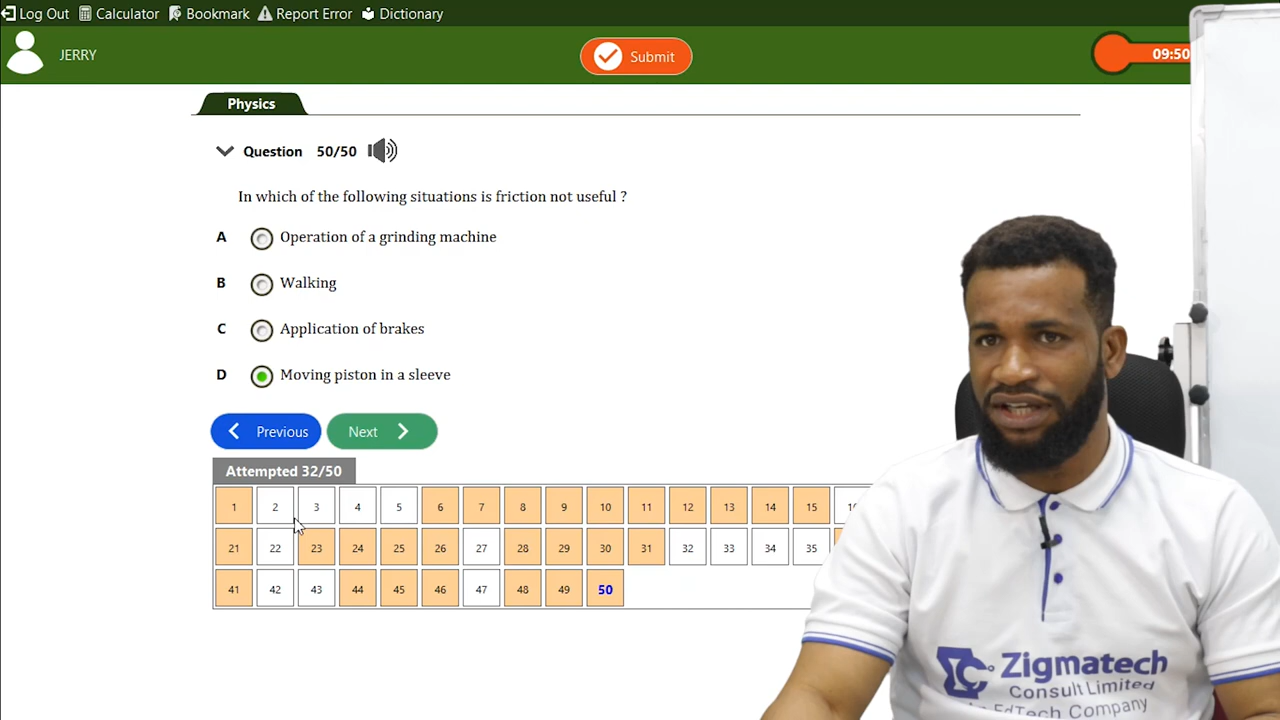 Log Out Calculator Bookmark Report Error Dictionary
JERRY
Submit
09:50
Physics
Question 50/50
In which of the following situations is friction not useful ?
A Operation of a grinding machine
B Walking
C Application of brakes
D Moving piston in a sleeve
Previous Next
Attempted 32/50
1 2 3 4 5 6 7 8 9 10 11 12 13 14 15
21 22 23 24 25 26 27 28 29 30 31 32 33 34 35
41 42 43 44 45 46 47 48 49 50
Zigmatech
Consult Limited
EdTech Company